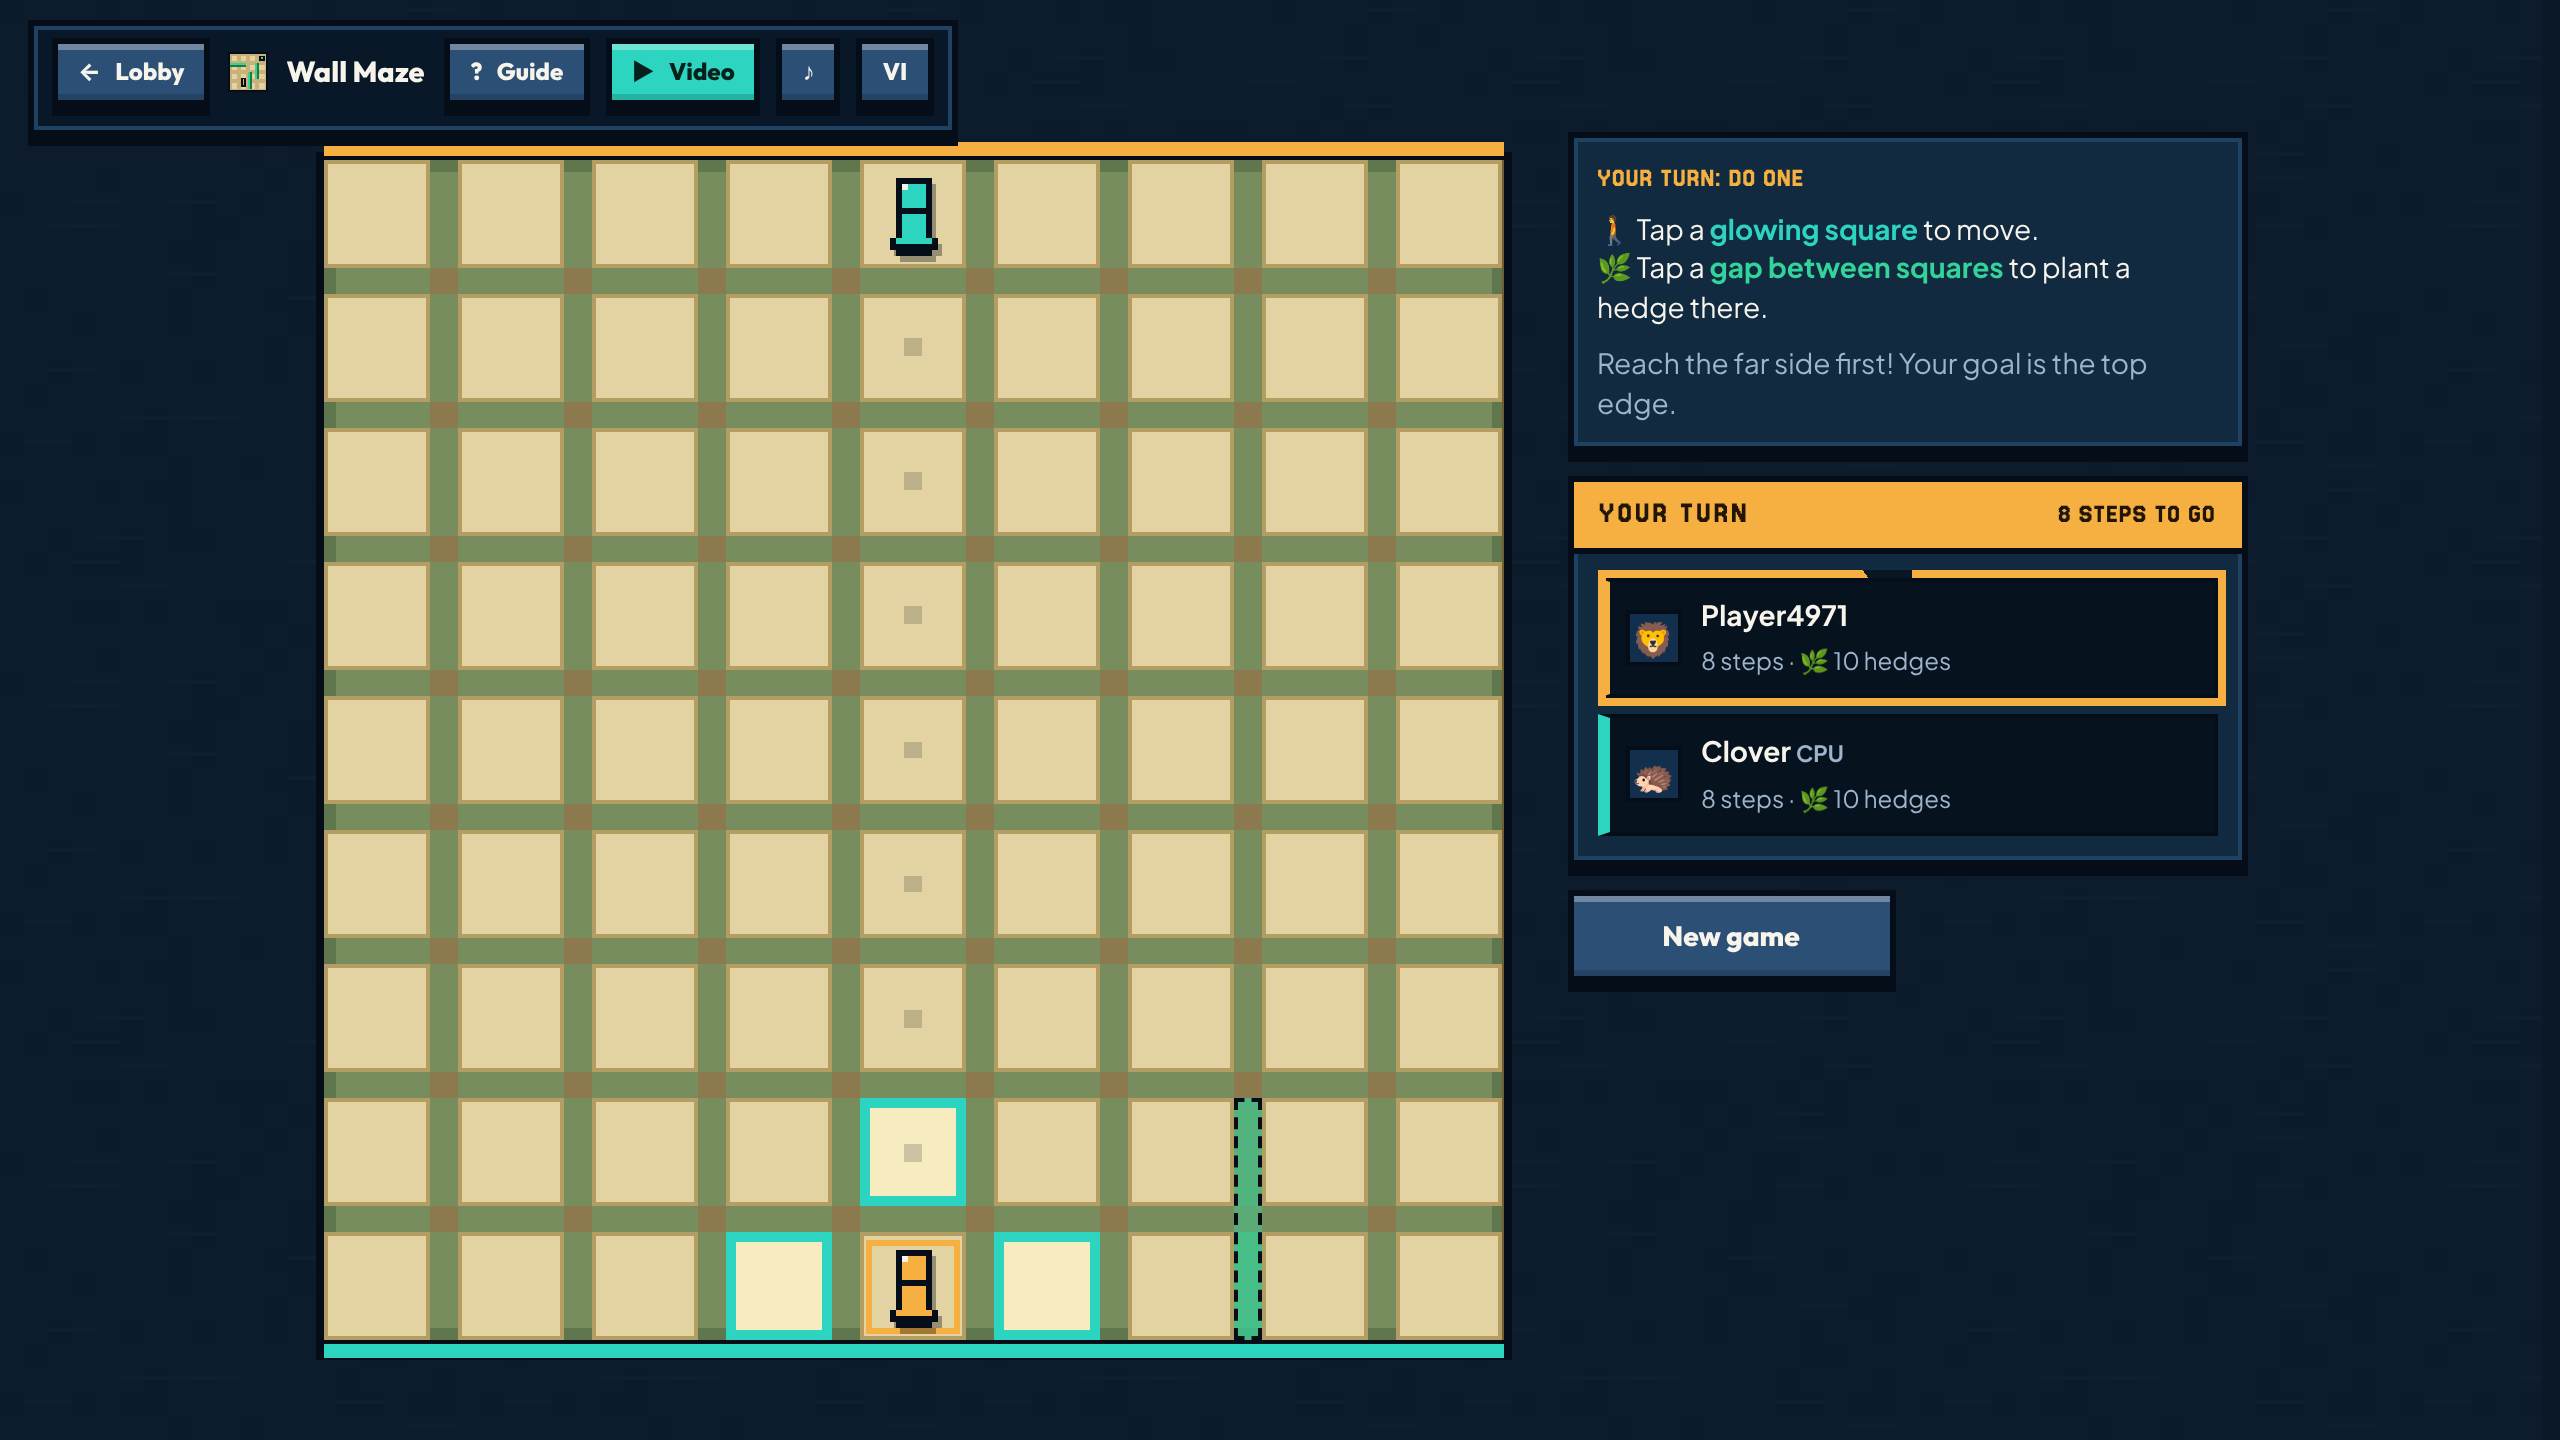 ← Lobby
Wall Maze
? Guide
▶ Video
♪
VI
YOUR TURN: DO ONE
🚶 Tap a glowing square to move.
🌿 Tap a gap between squares to plant a
hedge there.
Reach the far side first! Your goal is the top
edge.
YOUR TURN
8 STEPS TO GO
Player4971
8 steps · 🌿 10 hedges
Clover CPU
8 steps · 🌿 10 hedges
New game